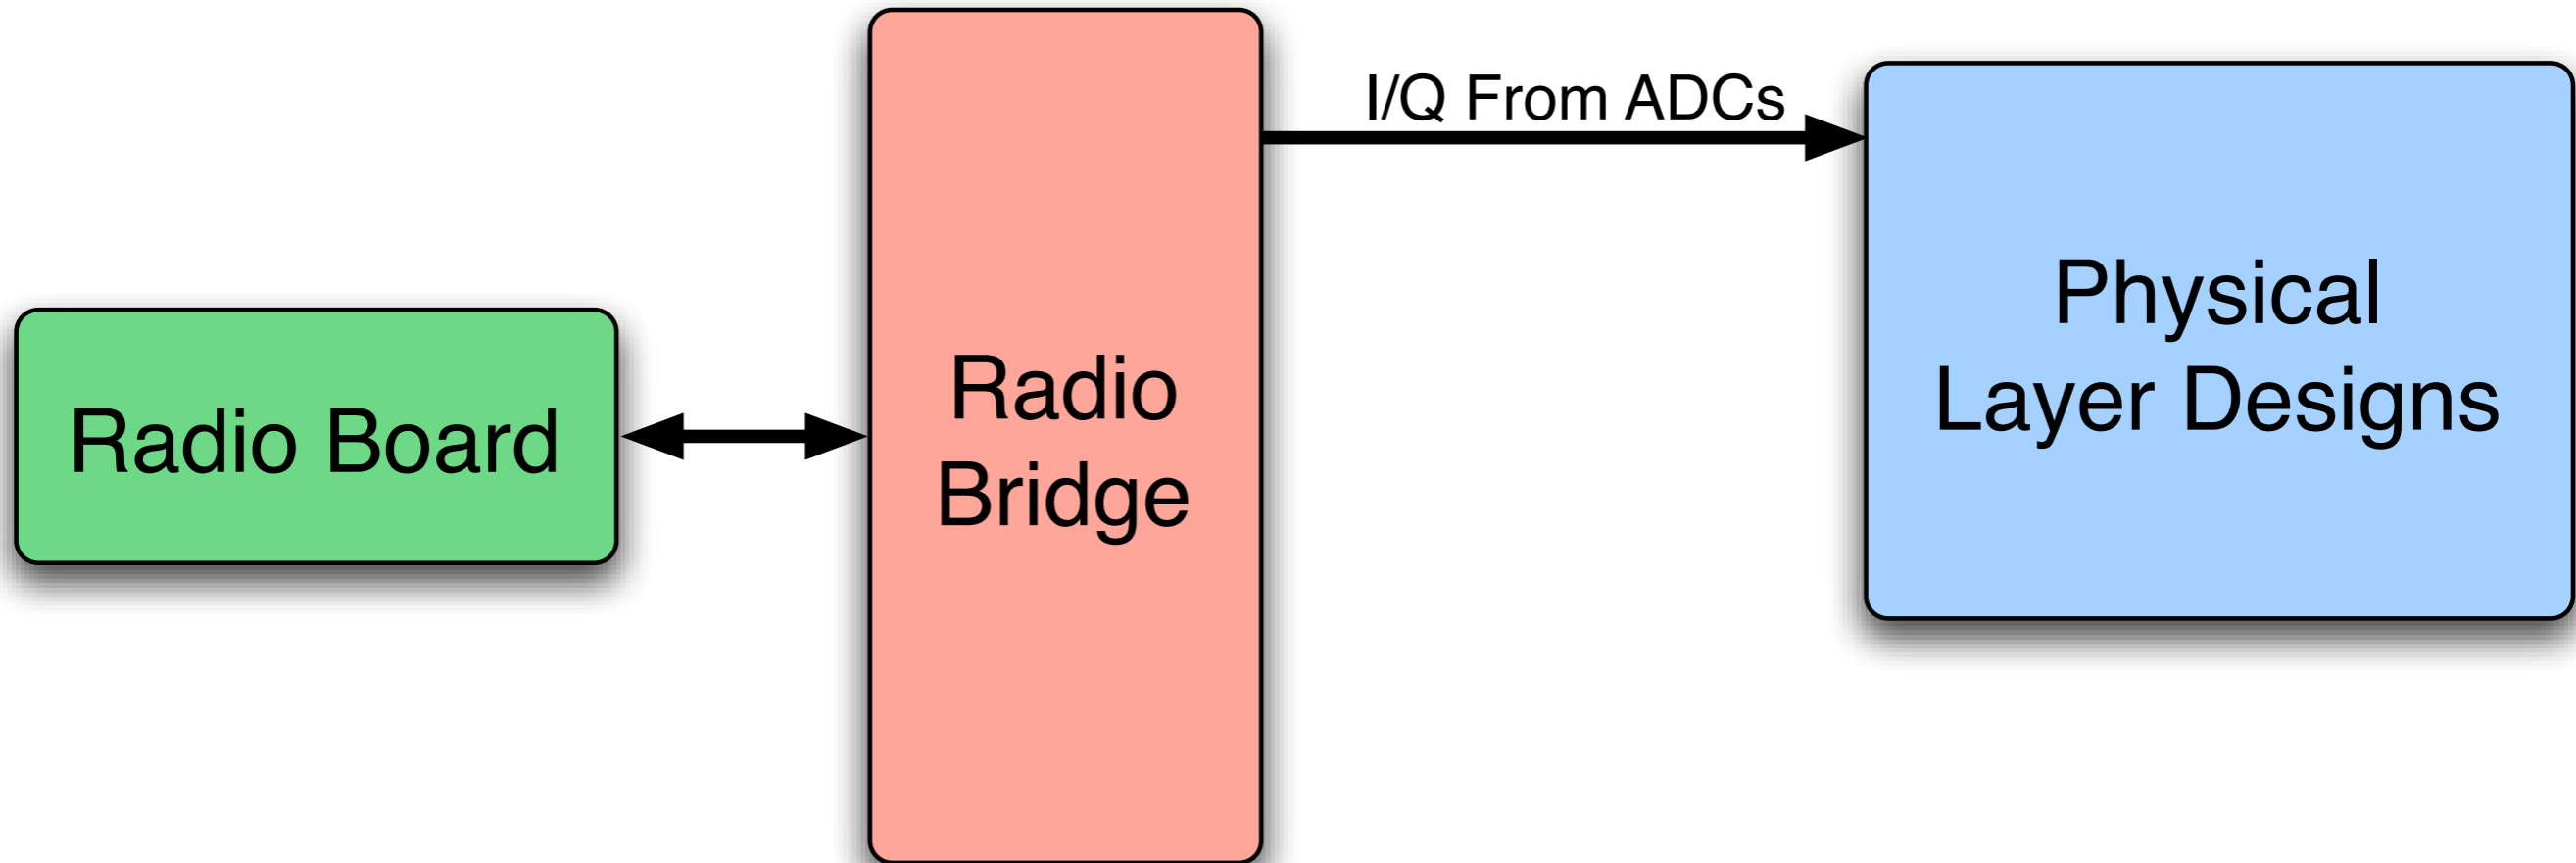 Radio Board
Radio
Bridge
I/Q From ADCs
Physical
Layer Designs